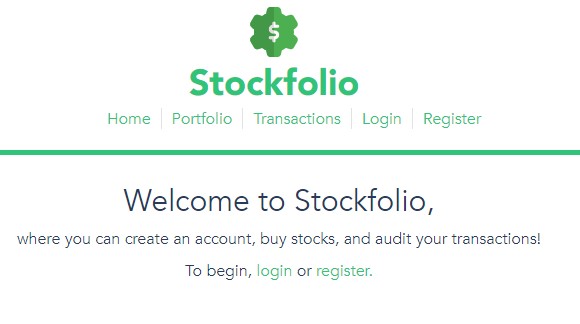 $
Stockfolio
Home Portfolio Transactions Login Register
Welcome to Stockfolio,
where you can create an account, buy stocks, and audit your transactions!
To begin, login or register.